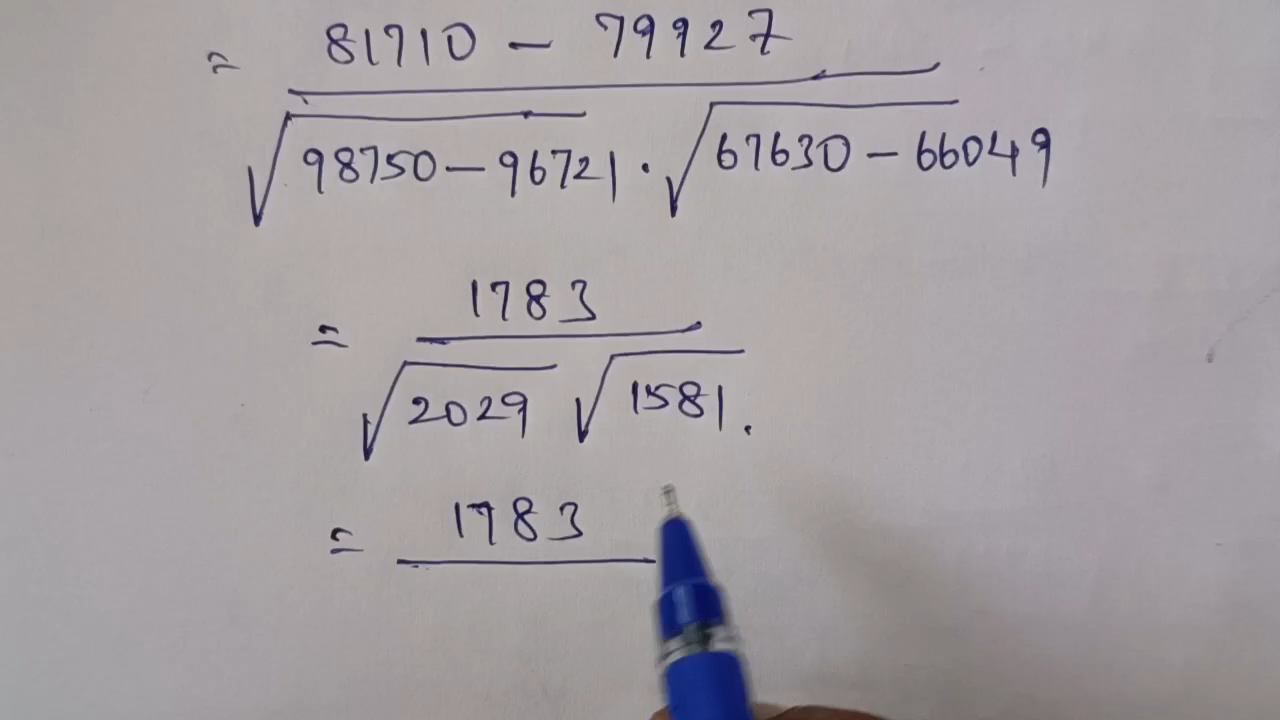 = 81710 - 79927
√98750-96721 . √67630-66049
= 1783
√2029 √1581.
= 1783